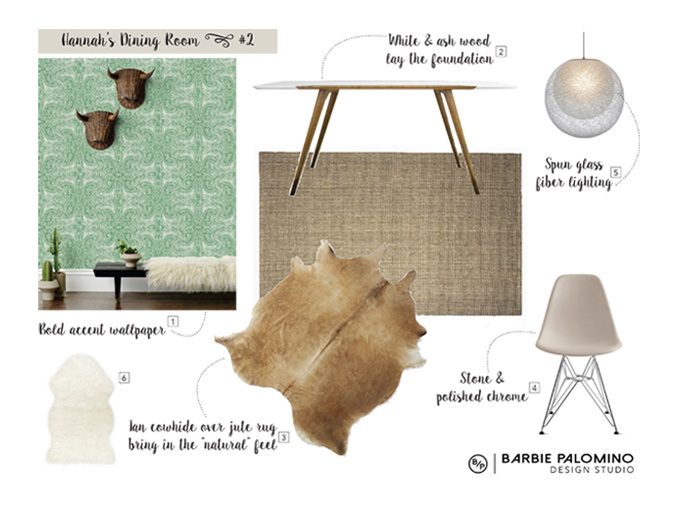 Hannah's Dining Room #2
White & ash wood
lay the foundation 2
Spun glass
fiber lighting 5
Bold accent wallpaper 1
6
Tan cowhide over jute rug
bring in the "natural" feel 3
Stone &
polished chrome 4
B/P BARBIE PALOMINO
DESIGN STUDIO